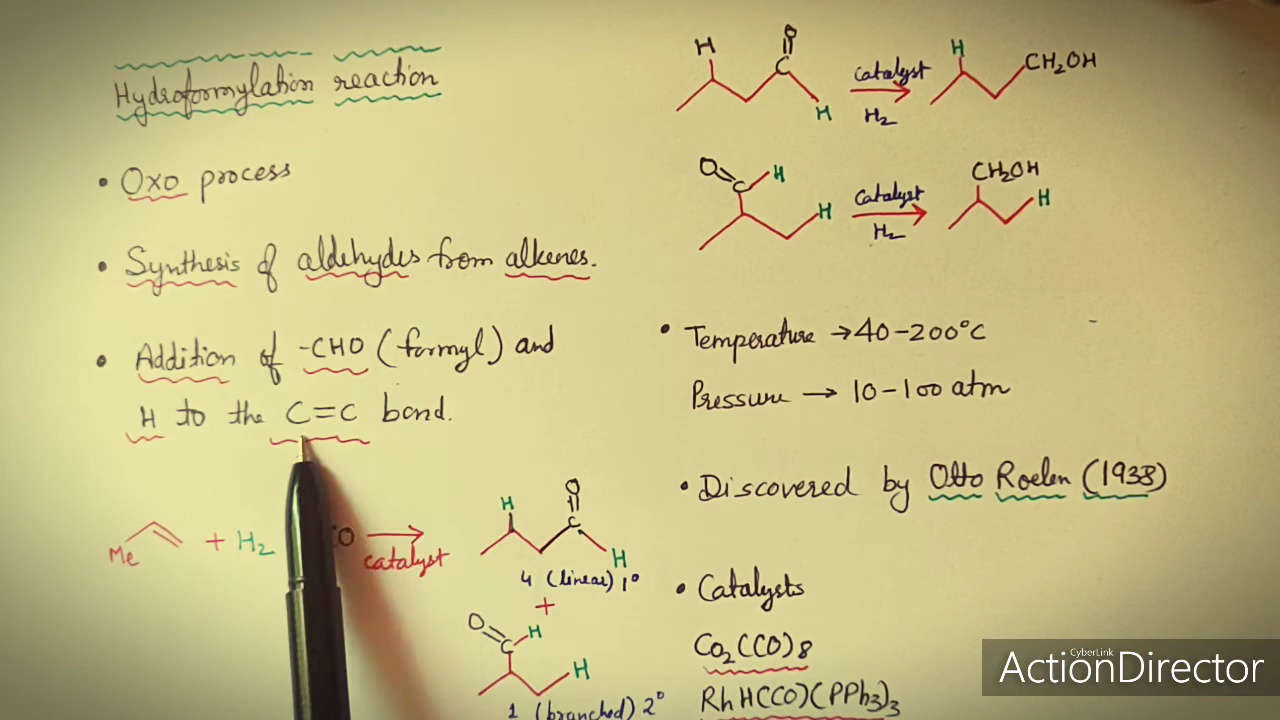 Hydroformylation reaction
• Oxo process
• Synthesis of aldehydes from alkenes.
• Addition of -CHO (formyl) and
H to the C=C bond.
Me + H₂ O catalyst
H O C H
4 (linear) 1°
+
O C H H
1 (branched) 2°
H O C H catalyst H₂ H CH₂OH
O C H H catalyst H₂ CH₂OH H
• Temperature → 40-200°C
Pressure → 10-100 atm
• Discovered by Otto Roelen (1938)
• Catalysts
Co₂(CO)8
RhH(CO)(PPh₃)₃
CyberLink
ActionDirector